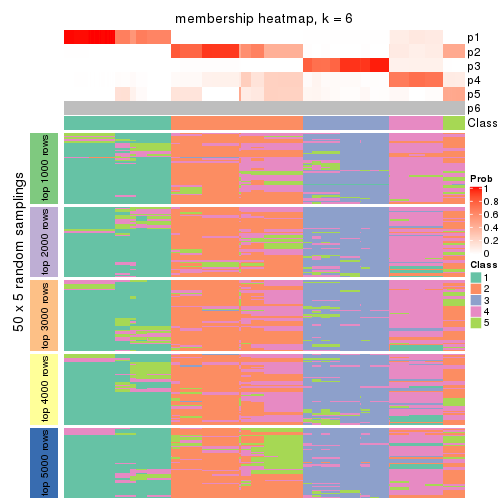 membership heatmap, k = 6
p1
p2
p3
p4
p5
p6
Class
50 x 5 random samplings
top 1000 rows
top 2000 rows
top 3000 rows
top 4000 rows
top 5000 rows
Prob
1
0.8
0.6
0.4
0.2
0
Class
1
2
3
4
5